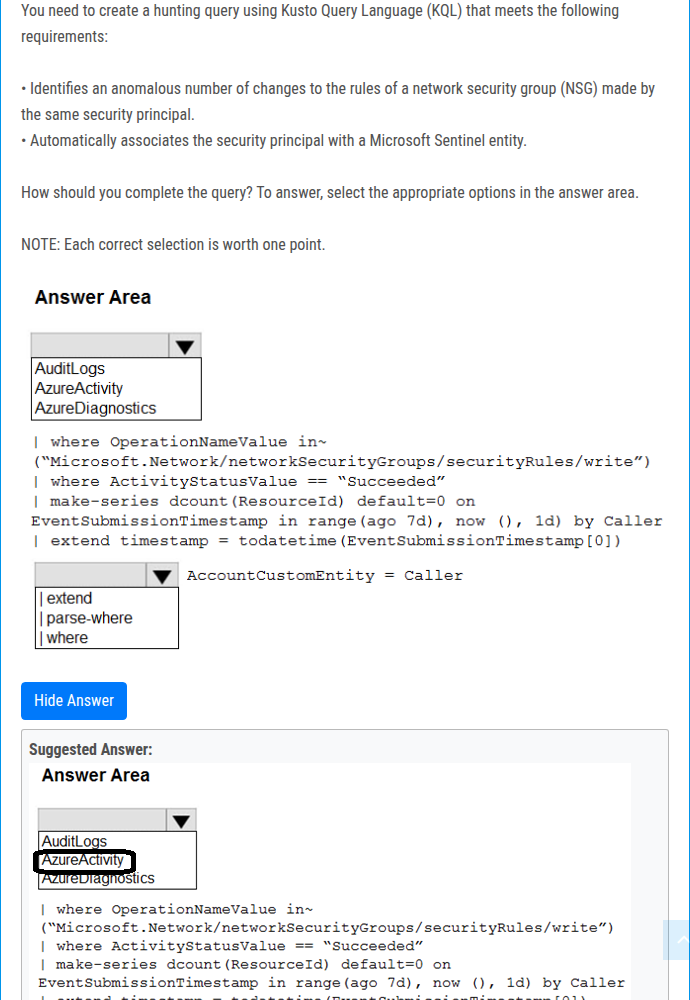 You need to create a hunting query using Kusto Query Language (KQL) that meets the following
requirements:
• Identifies an anomalous number of changes to the rules of a network security group (NSG) made by
the same security principal.
• Automatically associates the security principal with a Microsoft Sentinel entity.
How should you complete the query? To answer, select the appropriate options in the answer area.
NOTE: Each correct selection is worth one point.
Answer Area
AuditLogs
AzureActivity
AzureDiagnostics
| where OperationNameValue in~
(“Microsoft.Network/networkSecurityGroups/securityRules/write”)
| where ActivityStatusValue == “Succeeded”
| make-series dcount(ResourceId) default=0 on
EventSubmissionTimestamp in range(ago 7d), now (), 1d) by Caller
| extend timestamp = todatetime(EventSubmissionTimestamp[0])
AccountCustomEntity = Caller
| extend
| parse-where
| where
Hide Answer
Suggested Answer:
Answer Area
AuditLogs
AzureActivity
AzureDiagnostics
| where OperationNameValue in~
(“Microsoft.Network/networkSecurityGroups/securityRules/write”)
| where ActivityStatusValue == “Succeeded”
| make-series dcount(ResourceId) default=0 on
EventSubmissionTimestamp in range(ago 7d), now (), 1d) by Caller
| extend timestamp = todatetime(EventSubmissionTimestamp[0])